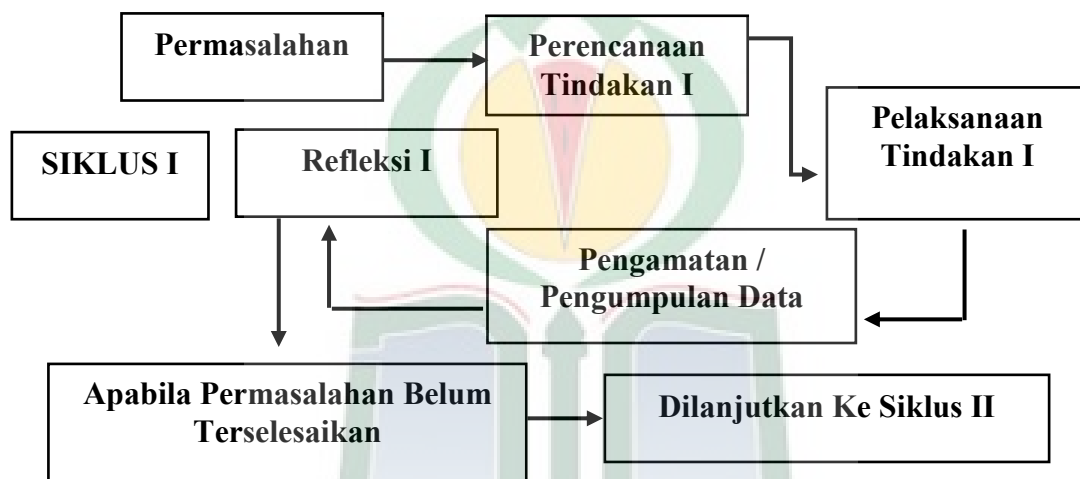 Permasalahan
Perencanaan
Tindakan I
Pelaksanaan
Tindakan I
SIKLUS I
Refleksi I
Pengamatan /
Pengumpulan Data
Apabila Permasalahan Belum
Terselesaikan
Dilanjutkan Ke Siklus II